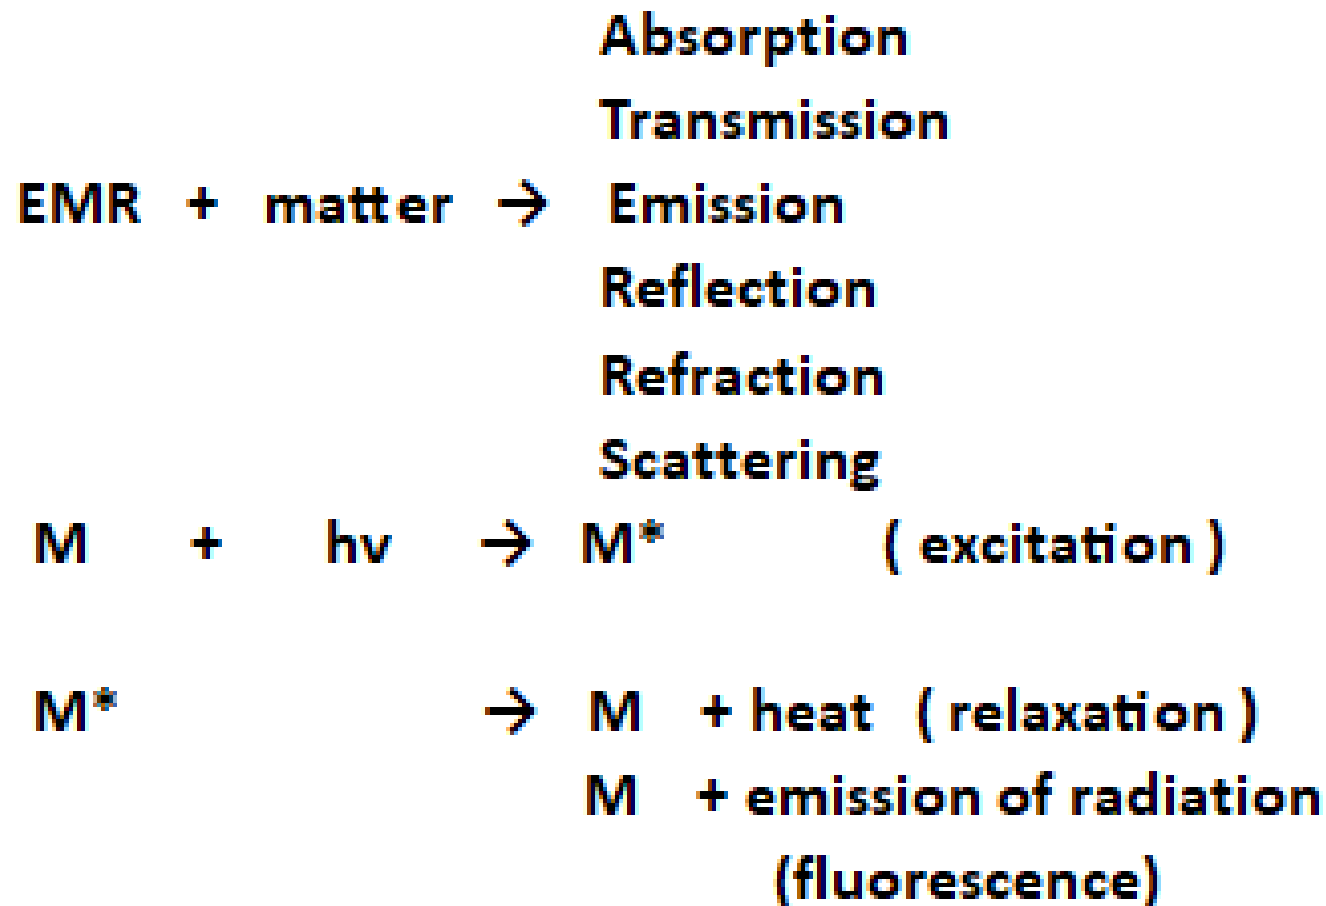 Absorption
Transmission
EMR + matter → Emission
Reflection
Refraction
Scattering
M + hv → M* ( excitation )
M* → M + heat ( relaxation )
M + emission of radiation
(fluorescence)